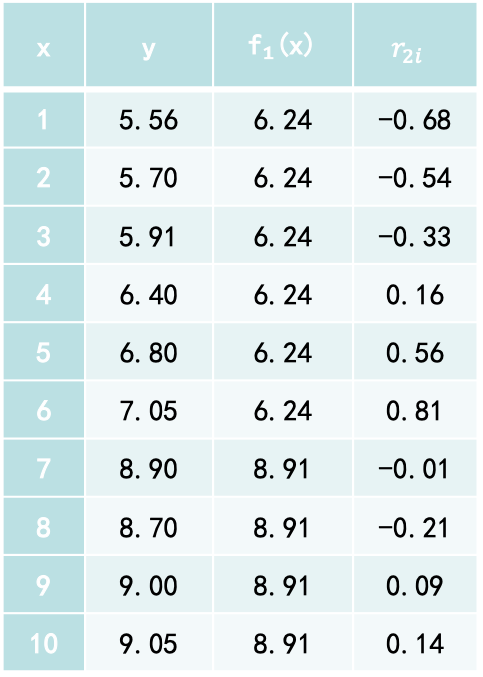 x y f₁(x) r₂ᵢ
1 5.56 6.24 -0.68
2 5.70 6.24 -0.54
3 5.91 6.24 -0.33
4 6.40 6.24 0.16
5 6.80 6.24 0.56
6 7.05 6.24 0.81
7 8.90 8.91 -0.01
8 8.70 8.91 -0.21
9 9.00 8.91 0.09
10 9.05 8.91 0.14